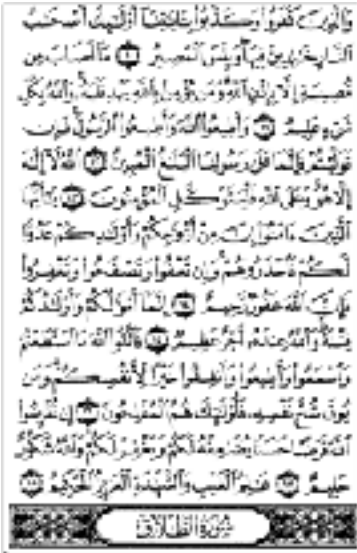 وَالَّذِينَ كَفَرُوا وَكَذَّبُوا بِآيَاتِنَا أُولَٰئِكَ أَصْحَابُ
النَّارِ خَالِدِينَ فِيهَا وَبِئْسَ الْمَصِيرُ ١٠ مَا أَصَابَ مِن
مُّصِيبَةٍ إِلَّا بِإِذْنِ اللَّهِ وَمَن يُؤْمِن بِاللَّهِ يَهْدِ قَلْبَهُ وَاللَّهُ بِكُلِّ
شَيْءٍ عَلِيمٌ ١١ وَأَطِيعُوا اللَّهَ وَأَطِيعُوا الرَّسُولَ فَإِن
تَوَلَّيْتُمْ فَإِنَّمَا عَلَىٰ رَسُولِنَا الْبَلَاغُ الْمُبِينُ ١٢ اللَّهُ لَا إِلَٰهَ
إِلَّا هُوَ وَعَلَى اللَّهِ فَلْيَتَوَكَّلِ الْمُؤْمِنُونَ ١٣ يَا أَيُّهَا
الَّذِينَ آمَنُوا إِنَّ مِنْ أَزْوَاجِكُمْ وَأَوْلَادِكُمْ عَدُوًّا
لَّكُمْ فَاحْذَرُوهُمْ وَإِن تَعْفُوا وَتَصْفَحُوا وَتَغْفِرُوا
فَإِنَّ اللَّهَ غَفُورٌ رَّحِيمٌ ١٤ إِنَّمَا أَمْوَالُكُمْ وَأَوْلَادُكُمْ
فِتْنَةٌ وَاللَّهُ عِندَهُ أَجْرٌ عَظِيمٌ ١٥ فَاتَّقُوا اللَّهَ مَا اسْتَطَعْتُمْ
وَاسْمَعُوا وَأَطِيعُوا وَأَنفِقُوا خَيْرًا لِّأَنفُسِكُمْ وَمَن
يُوقَ شُحَّ نَفْسِهِ فَأُولَٰئِكَ هُمُ الْمُفْلِحُونَ ١٦ إِن تُقْرِضُوا
اللَّهَ قَرْضًا حَسَنًا يُضَاعِفْهُ لَكُمْ وَيَغْفِرْ لَكُمْ وَاللَّهُ شَكُورٌ
حَلِيمٌ ١٧ عَالِمُ الْغَيْبِ وَالشَّهَادَةِ الْعَزِيزُ الْحَكِيمُ ١٨
سُورَةُ الطَّلَاقِ